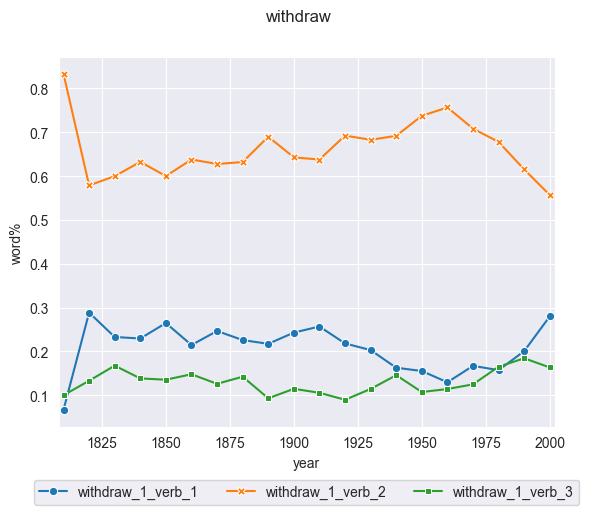 withdraw
0.8
0.7
0.6
0.5
0.4
0.3
0.2
0.1
word%
1825 1850 1875 1900 1925 1950 1975 2000
year
withdraw_1_verb_1 withdraw_1_verb_2 withdraw_1_verb_3